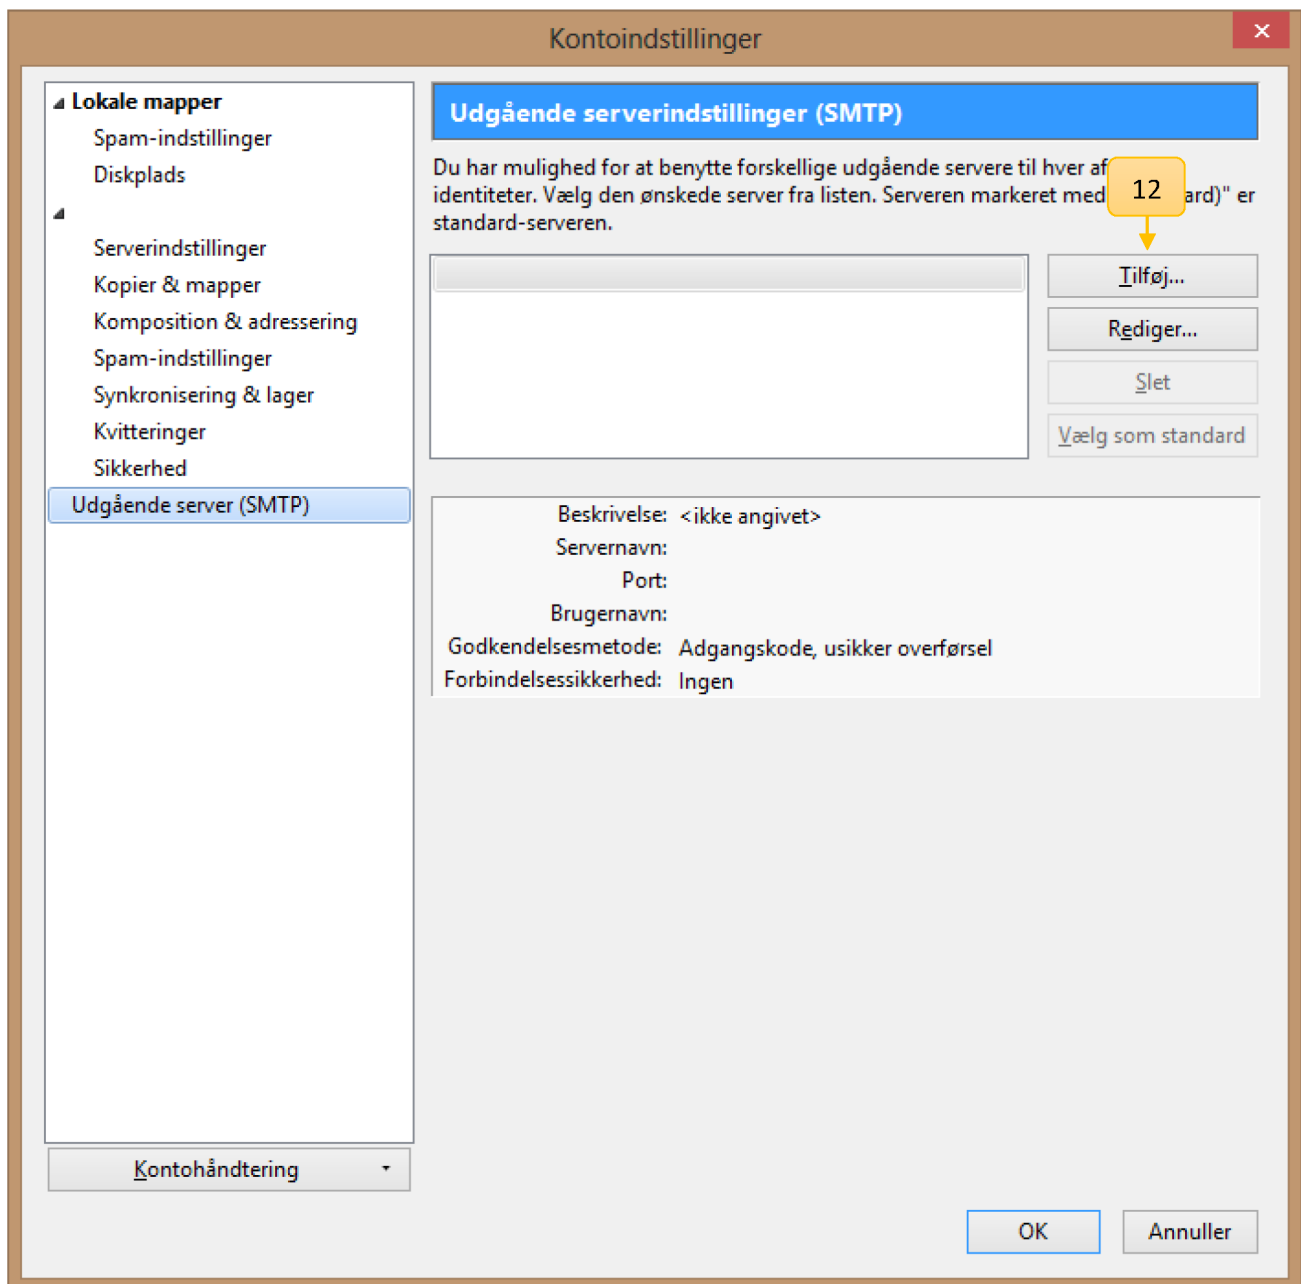 Kontoindstillinger
Lokale mapper
Spam-indstillinger
Diskplads
Serverindstillinger
Kopier & mapper
Komposition & adressering
Spam-indstillinger
Synkronisering & lager
Kvitteringer
Sikkerhed
Udgående server (SMTP)
Kontohåndtering
Udgående serverindstillinger (SMTP)
Du har mulighed for at benytte forskellige udgående servere til hver af
identiteter. Vælg den ønskede server fra listen. Serveren markeret med ard)" er
standard-serveren.
12
Tilføj...
Rediger...
Slet
Vælg som standard
Beskrivelse: <ikke angivet>
Servernavn:
Port:
Brugernavn:
Godkendelsesmetode: Adgangskode, usikker overførsel
Forbindelsessikkerhed: Ingen
OK
Annuller